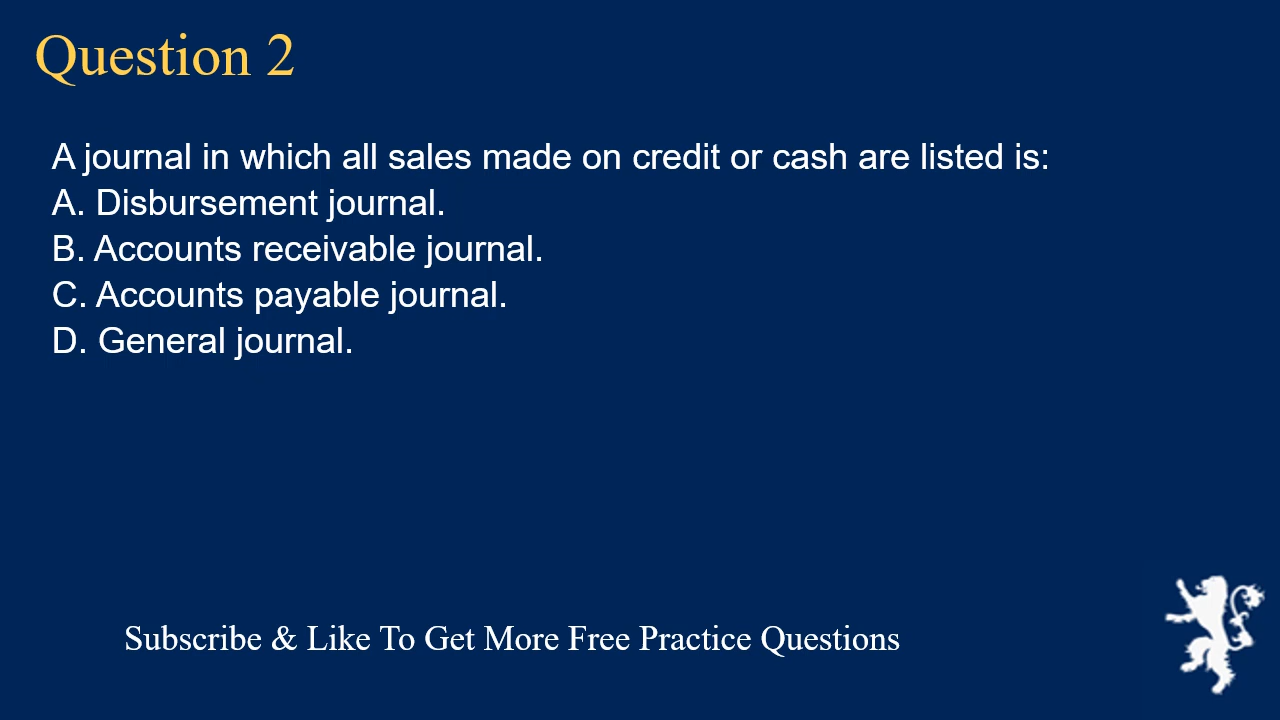 Question 2
A journal in which all sales made on credit or cash are listed is:
A. Disbursement journal.
B. Accounts receivable journal.
C. Accounts payable journal.
D. General journal.
Subscribe & Like To Get More Free Practice Questions